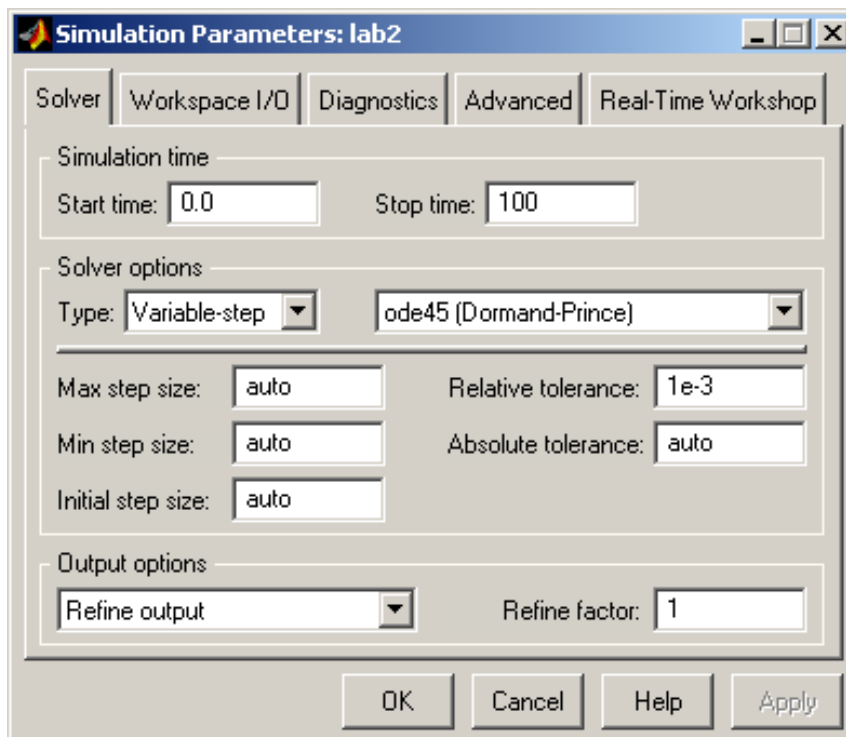 Simulation Parameters: lab2
Solver Workspace I/O Diagnostics Advanced Real-Time Workshop
Simulation time
Start time: 0.0 Stop time: 100
Solver options
Type: Variable-step ode45 (Dormand-Prince)
Max step size: auto Relative tolerance: 1e-3
Min step size: auto Absolute tolerance: auto
Initial step size: auto
Output options
Refine output Refine factor: 1
OK Cancel Help Apply